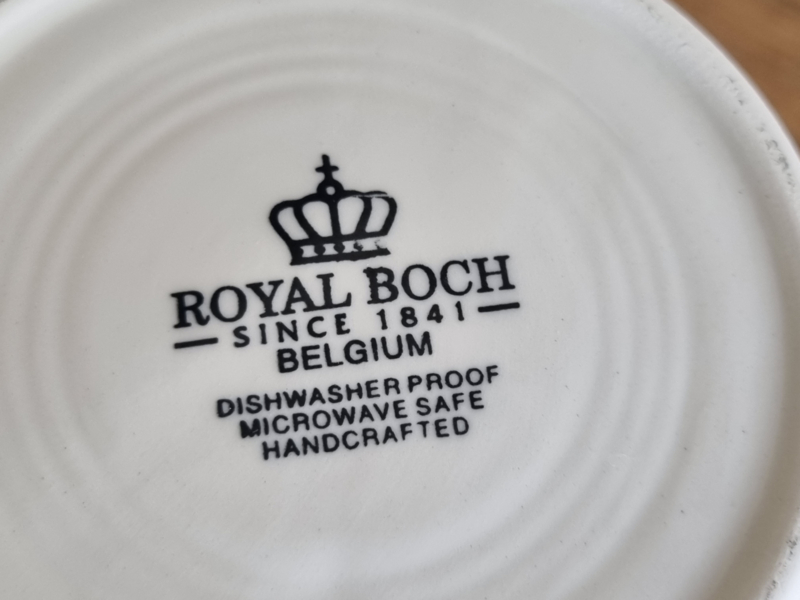 ROYAL BOCH
SINCE 1841
BELGIUM
DISHWASHER PROOF
MICROWAVE SAFE
HANDCRAFTED